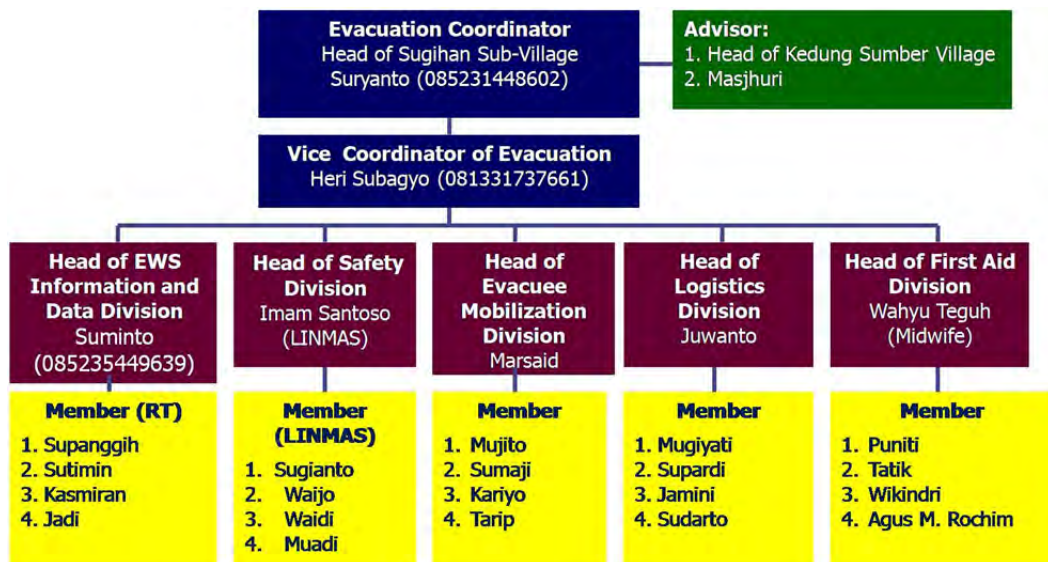 Evacuation Coordinator
Head of Sugihan Sub-Village
Suryanto (085231448602)
Advisor:
1. Head of Kedung Sumber Village
2. Masjhuri
Vice Coordinator of Evacuation
Heri Subagyo (081331737661)
Head of EWS
Information and
Data Division
Suminto
(085235449639)
Head of Safety
Division
Imam Santoso
(LINMAS)
Head of
Evacuee
Mobilization
Division
Marsaid
Head of
Logistics
Division
Juwanto
Head of First Aid
Division
Wahyu Teguh
(Midwife)
Member (RT)
1. Supanggih
2. Sutimin
3. Kasmiran
4. Jadi
Member
(LINMAS)
1. Sugianto
2. Waijo
3. Waidi
4. Muadi
Member
1. Mujito
2. Sumaji
3. Kariyo
4. Tarip
Member
1. Mugiyati
2. Supardi
3. Jamini
4. Sudarto
Member
1. Puniti
2. Tatik
3. Wikindri
4. Agus M. Rochim